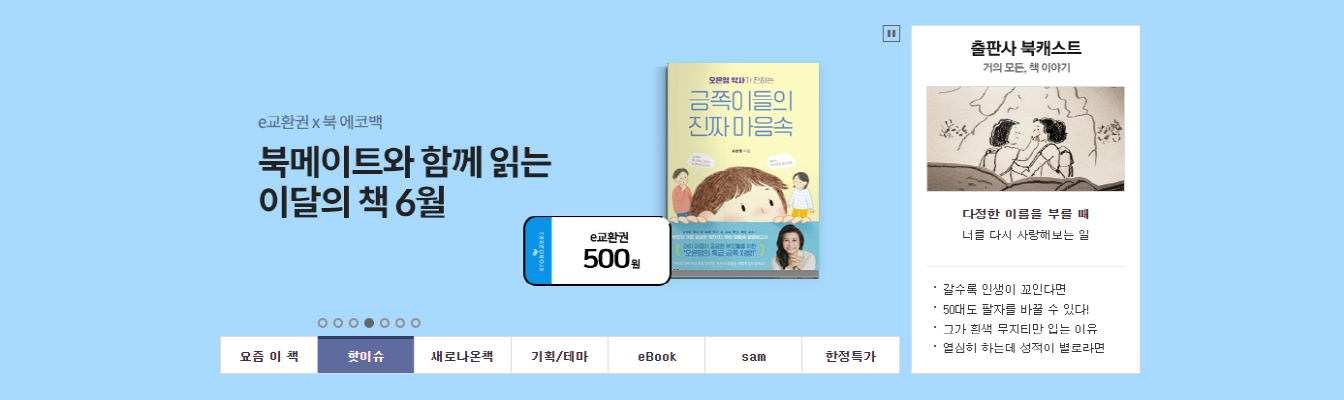 e교환권 x 북 에코백
북메이트와 함께 읽는
이달의 책 6월
오은영 박사가 전하는
금쪽이들의
진짜 마음속
e교환권
500원
요즘 이 책
핫이슈
새로나온책
기획/테마
eBook
sam
한정특가
출판사 북캐스트
거의 모든, 책 이야기
다정한 이름을 부를 때
너를 다시 사랑해보는 일
갈수록 인생이 꼬인다면
50대도 팔자를 바꿀 수 있다!
그가 흰색 무지티만 입는 이유
열심히 하는데 성적이 별로라면